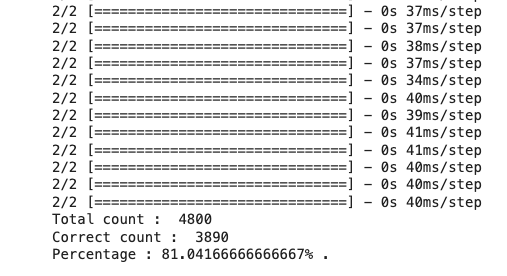 2/2 [==============================] - 0s 37ms/step
2/2 [==============================] - 0s 37ms/step
2/2 [==============================] - 0s 38ms/step
2/2 [==============================] - 0s 37ms/step
2/2 [==============================] - 0s 34ms/step
2/2 [==============================] - 0s 40ms/step
2/2 [==============================] - 0s 39ms/step
2/2 [==============================] - 0s 41ms/step
2/2 [==============================] - 0s 41ms/step
2/2 [==============================] - 0s 40ms/step
2/2 [==============================] - 0s 40ms/step
2/2 [==============================] - 0s 40ms/step
Total count :  4800
Correct count :  3890
Percentage : 81.04166666666667% .